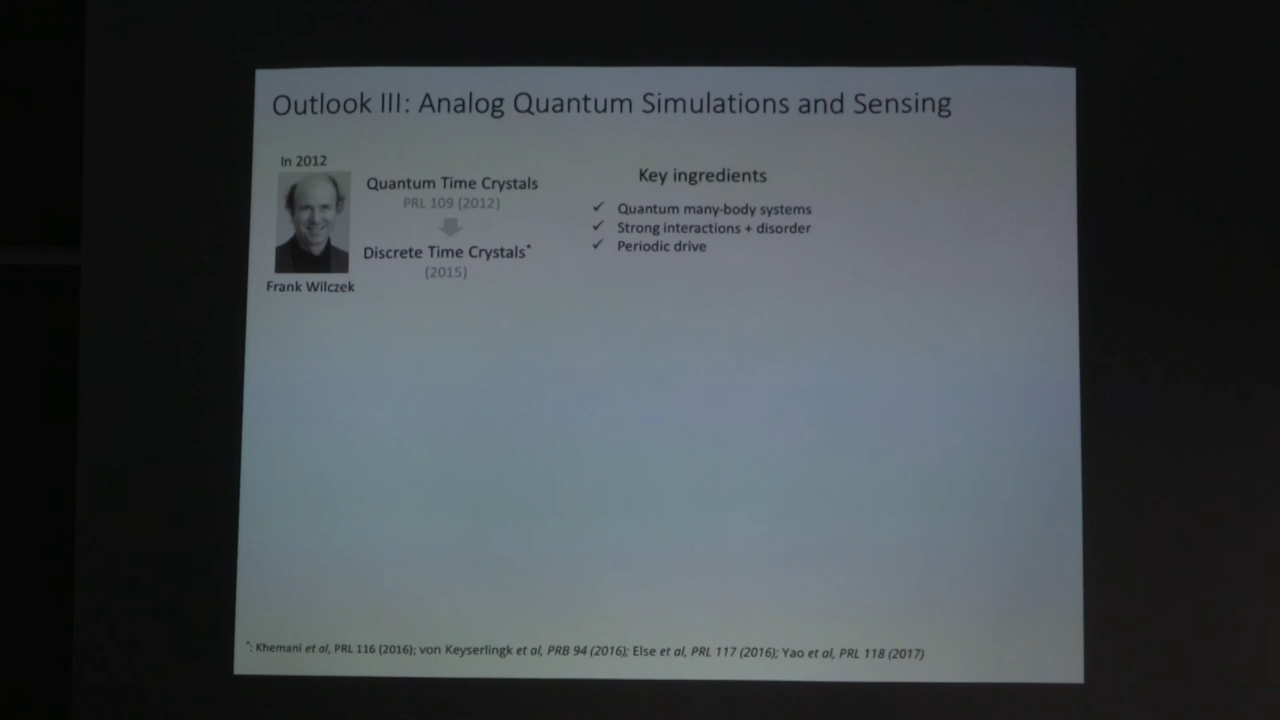 Outlook III: Analog Quantum Simulations and Sensing
In 2012
Frank Wilczek
Quantum Time Crystals
PRL 109 (2012)
Discrete Time Crystals*
(2015)
Key ingredients
✓ Quantum many-body systems
✓ Strong interactions + disorder
✓ Periodic drive
*: Khemani et al, PRL 116 (2016); von Keyserlingk et al, PRB 94 (2016); Else et al, PRL 117 (2016); Yao et al, PRL 118 (2017)